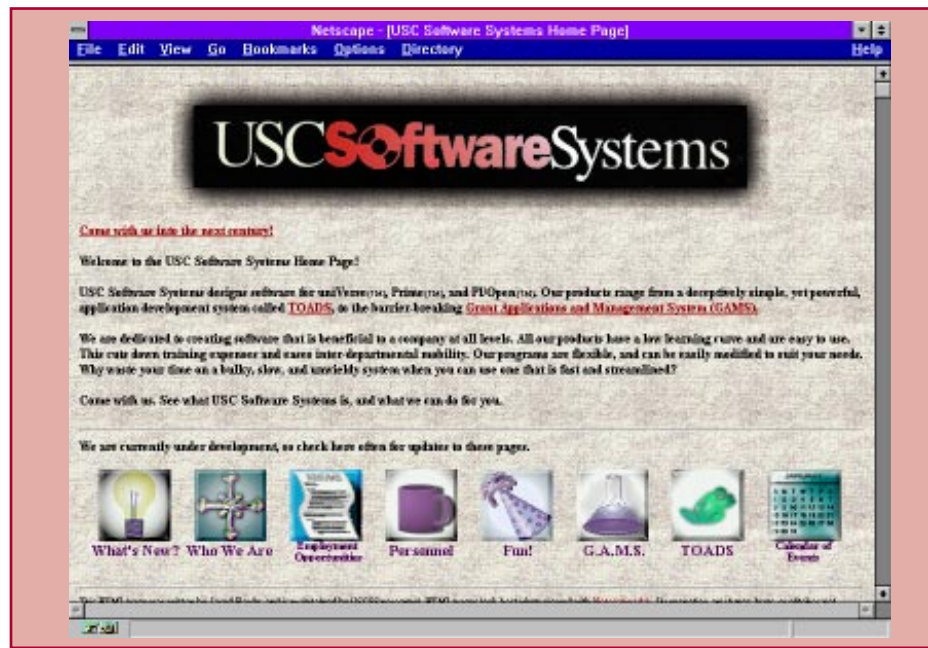 Netscape - [USC Software Systems Home Page]
File Edit View Go Bookmarks Options Directory Help
USCSoftwareSystems
Come with us into the next century!
Welcome to the USC Software Systems Home Page!
USC Software Systems designs software for uniVerse(TM), Prime(TM), and PI/Open(TM). Our products range from a deceptively simple, yet powerful,
application development system called TOADS, to the barrier-breaking Grant Applications and Management System (GAMS).
We are dedicated to creating software that is beneficial to a company at all levels. All our products have a low learning curve and are easy to use.
This cuts down training expenses and eases inter-departmental mobility. Our programs are flexible, and can be easily modified to suit your needs.
Why waste your time on a bulky, slow, and unwieldy system when you can use one that is fast and streamlined?
Come with us. See what USC Software Systems is, and what we can do for you.
We are currently under development, so check here often for updates to these pages.
What's New? Who We Are Employment Opportunities Personnel Fun! G.A.M.S. TOADS Calendar of Events